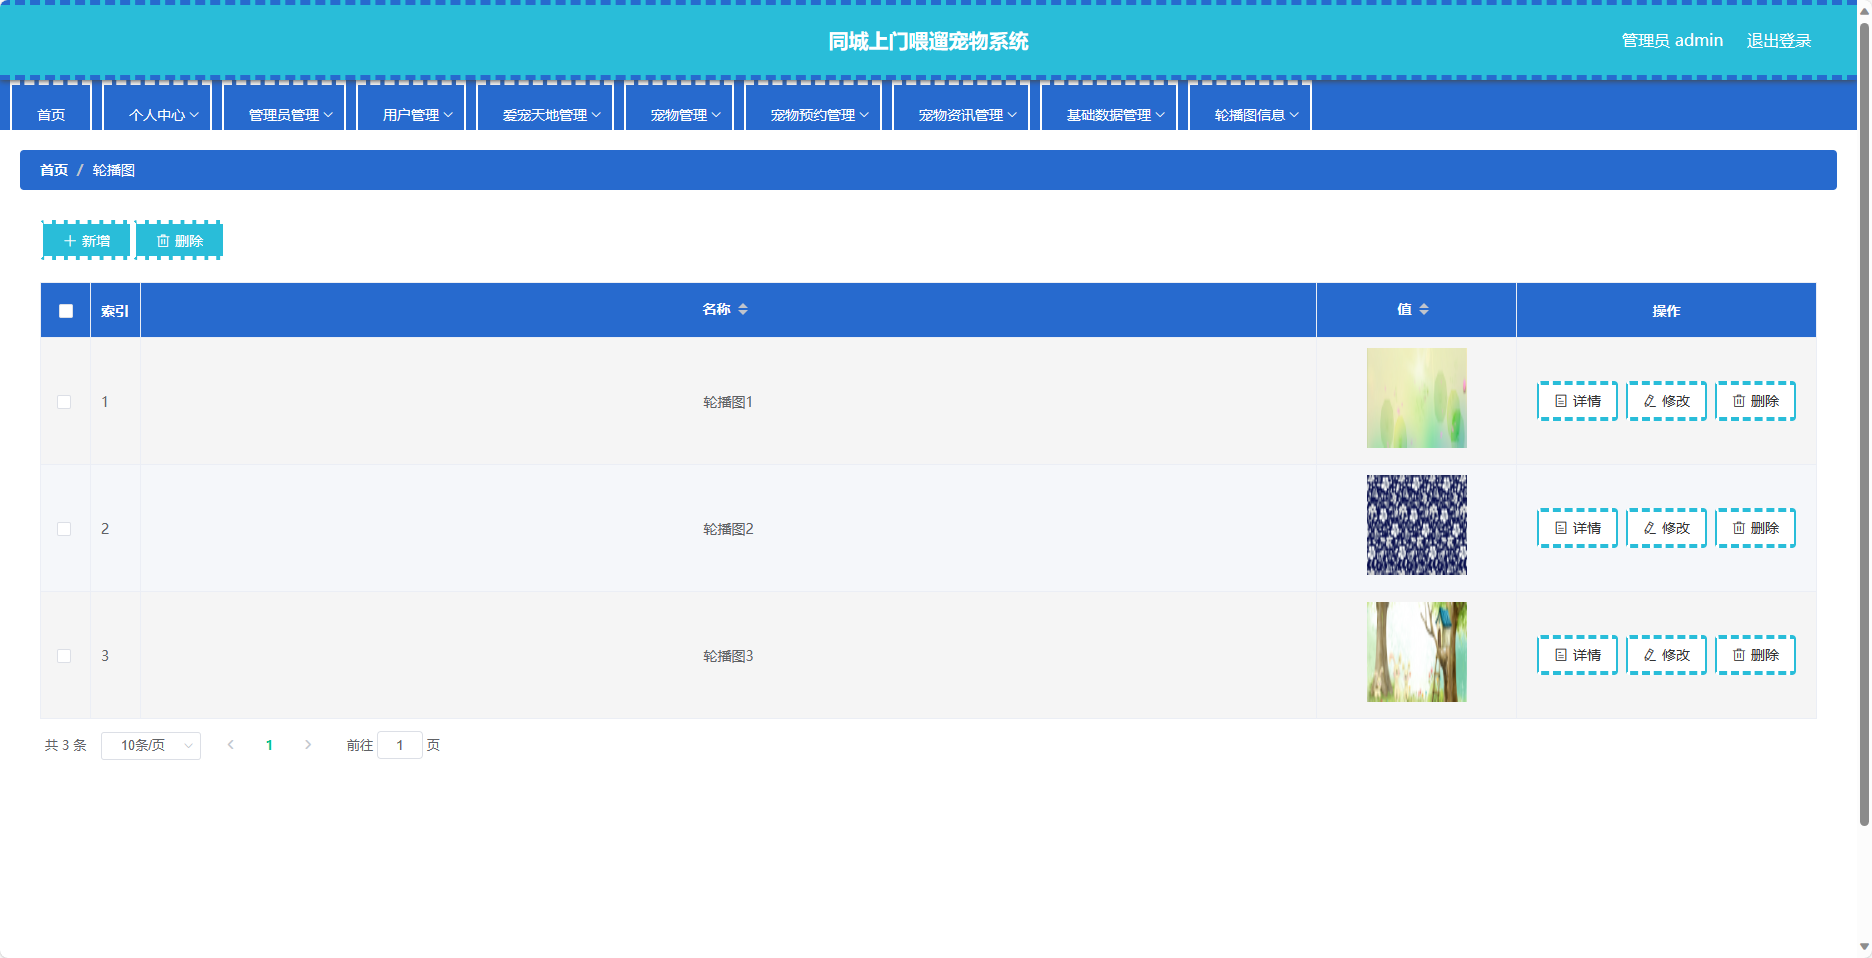 同城上门喂遛宠物系统
管理员 admin 退出登录
首页 个人中心 管理员管理 用户管理 爱宠天地管理 宠物管理 宠物预约管理 宠物资讯管理 基础数据管理 轮播图信息
首页 / 轮播图
新增 删除
索引 名称 值 操作
1 轮播图1 详情 修改 删除
2 轮播图2 详情 修改 删除
3 轮播图3 详情 修改 删除
共 3 条 10条/页 1 前往 1 页